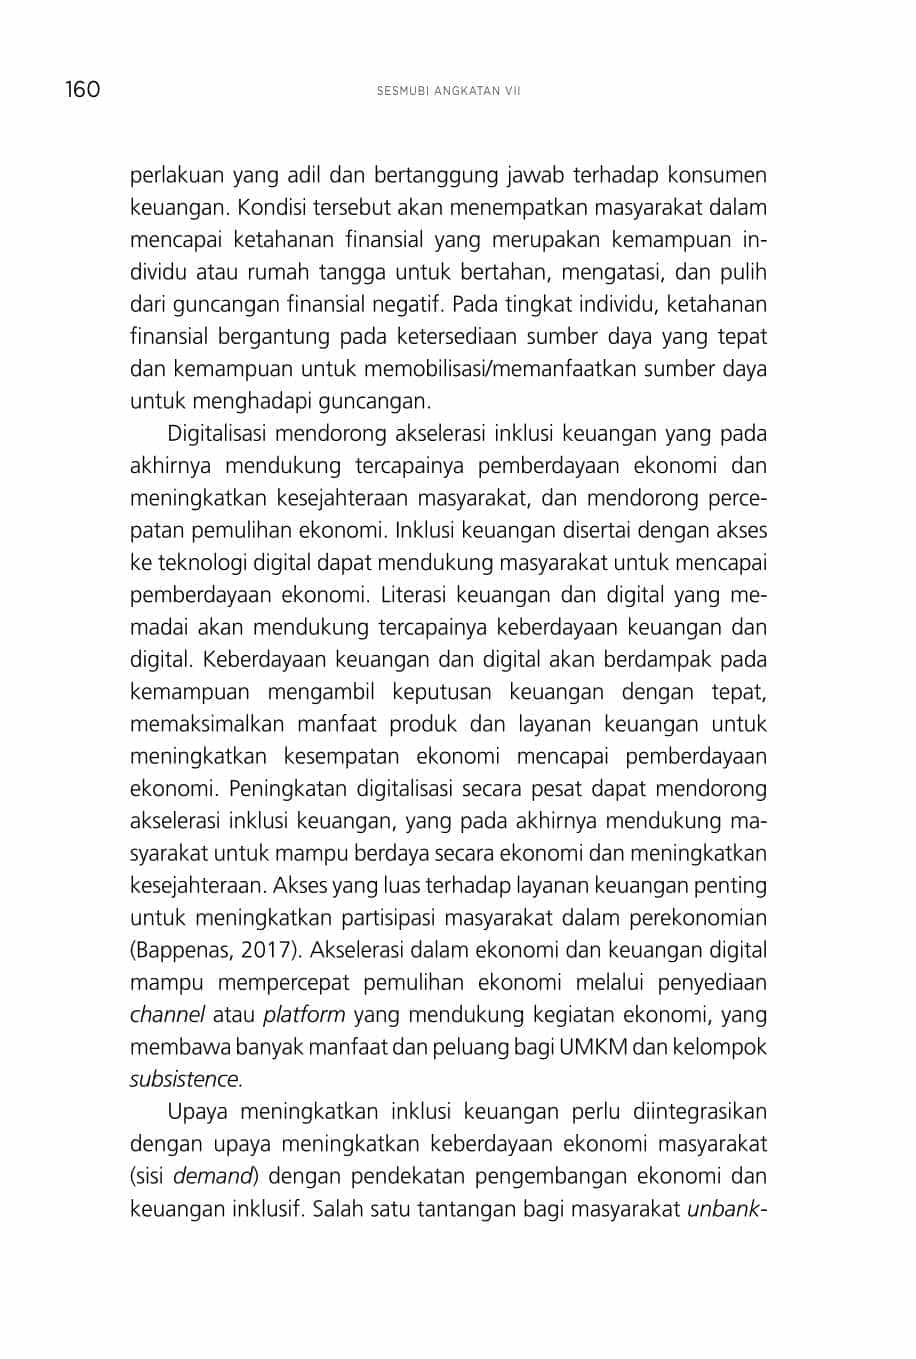 160
SESMUBI ANGKATAN VII
perlakuan yang adil dan bertanggung jawab terhadap konsumen
keuangan. Kondisi tersebut akan menempatkan masyarakat dalam
mencapai ketahanan finansial yang merupakan kemampuan in-
dividu atau rumah tangga untuk bertahan, mengatasi, dan pulih
dari guncangan finansial negatif. Pada tingkat individu, ketahanan
finansial bergantung pada ketersediaan sumber daya yang tepat
dan kemampuan untuk memobilisasi/memanfaatkan sumber daya
untuk menghadapi guncangan.
Digitalisasi mendorong akselerasi inklusi keuangan yang pada
akhirnya mendukung tercapainya pemberdayaan ekonomi dan
meningkatkan kesejahteraan masyarakat, dan mendorong perce-
patan pemulihan ekonomi. Inklusi keuangan disertai dengan akses
ke teknologi digital dapat mendukung masyarakat untuk mencapai
pemberdayaan ekonomi. Literasi keuangan dan digital yang me-
madai akan mendukung tercapainya keberdayaan keuangan dan
digital. Keberdayaan keuangan dan digital akan berdampak pada
kemampuan mengambil keputusan keuangan dengan tepat,
memaksimalkan manfaat produk dan layanan keuangan untuk
meningkatkan kesempatan ekonomi mencapai pemberdayaan
ekonomi. Peningkatan digitalisasi secara pesat dapat mendorong
akselerasi inklusi keuangan, yang pada akhirnya mendukung ma-
syarakat untuk mampu berdaya secara ekonomi dan meningkatkan
kesejahteraan. Akses yang luas terhadap layanan keuangan penting
untuk meningkatkan partisipasi masyarakat dalam perekonomian
(Bappenas, 2017). Akselerasi dalam ekonomi dan keuangan digital
mampu mempercepat pemulihan ekonomi melalui penyediaan
channel atau platform yang mendukung kegiatan ekonomi, yang
membawa banyak manfaat dan peluang bagi UMKM dan kelompok
subsistence.
Upaya meningkatkan inklusi keuangan perlu diintegrasikan
dengan upaya meningkatkan keberdayaan ekonomi masyarakat
(sisi demand) dengan pendekatan pengembangan ekonomi dan
keuangan inklusif. Salah satu tantangan bagi masyarakat unbank-